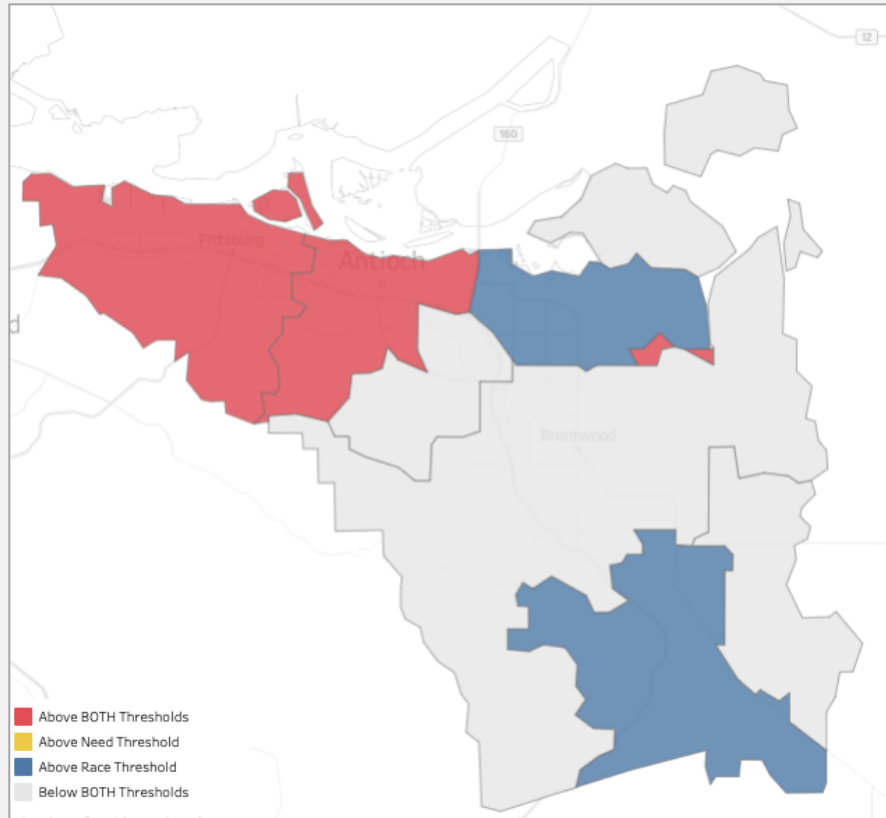 12
160
Pittsburg
Antioch
d
Brentwood
Above BOTH Thresholds
Above Need Threshold
Above Race Threshold
Below BOTH Thresholds